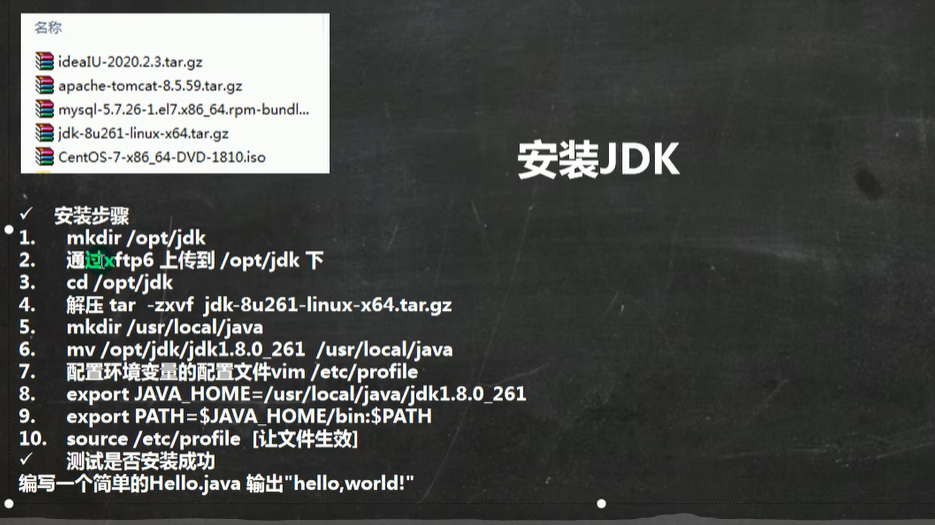 名称
ideaIU-2020.2.3.tar.gz
apache-tomcat-8.5.59.tar.gz
mysql-5.7.26-1.el7.x86_64.rpm-bundl...
jdk-8u261-linux-x64.tar.gz
CentOS-7-x86_64-DVD-1810.iso
安装JDK
✓ 安装步骤
1. mkdir /opt/jdk
2. 通过xftp6 上传到 /opt/jdk 下
3. cd /opt/jdk
4. 解压 tar -zxvf jdk-8u261-linux-x64.tar.gz
5. mkdir /usr/local/java
6. mv /opt/jdk/jdk1.8.0_261 /usr/local/java
7. 配置环境变量的配置文件vim /etc/profile
8. export JAVA_HOME=/usr/local/java/jdk1.8.0_261
9. export PATH=$JAVA_HOME/bin:$PATH
10. source /etc/profile [让文件生效]
✓ 测试是否安装成功
编写一个简单的Hello.java 输出"hello,world!"